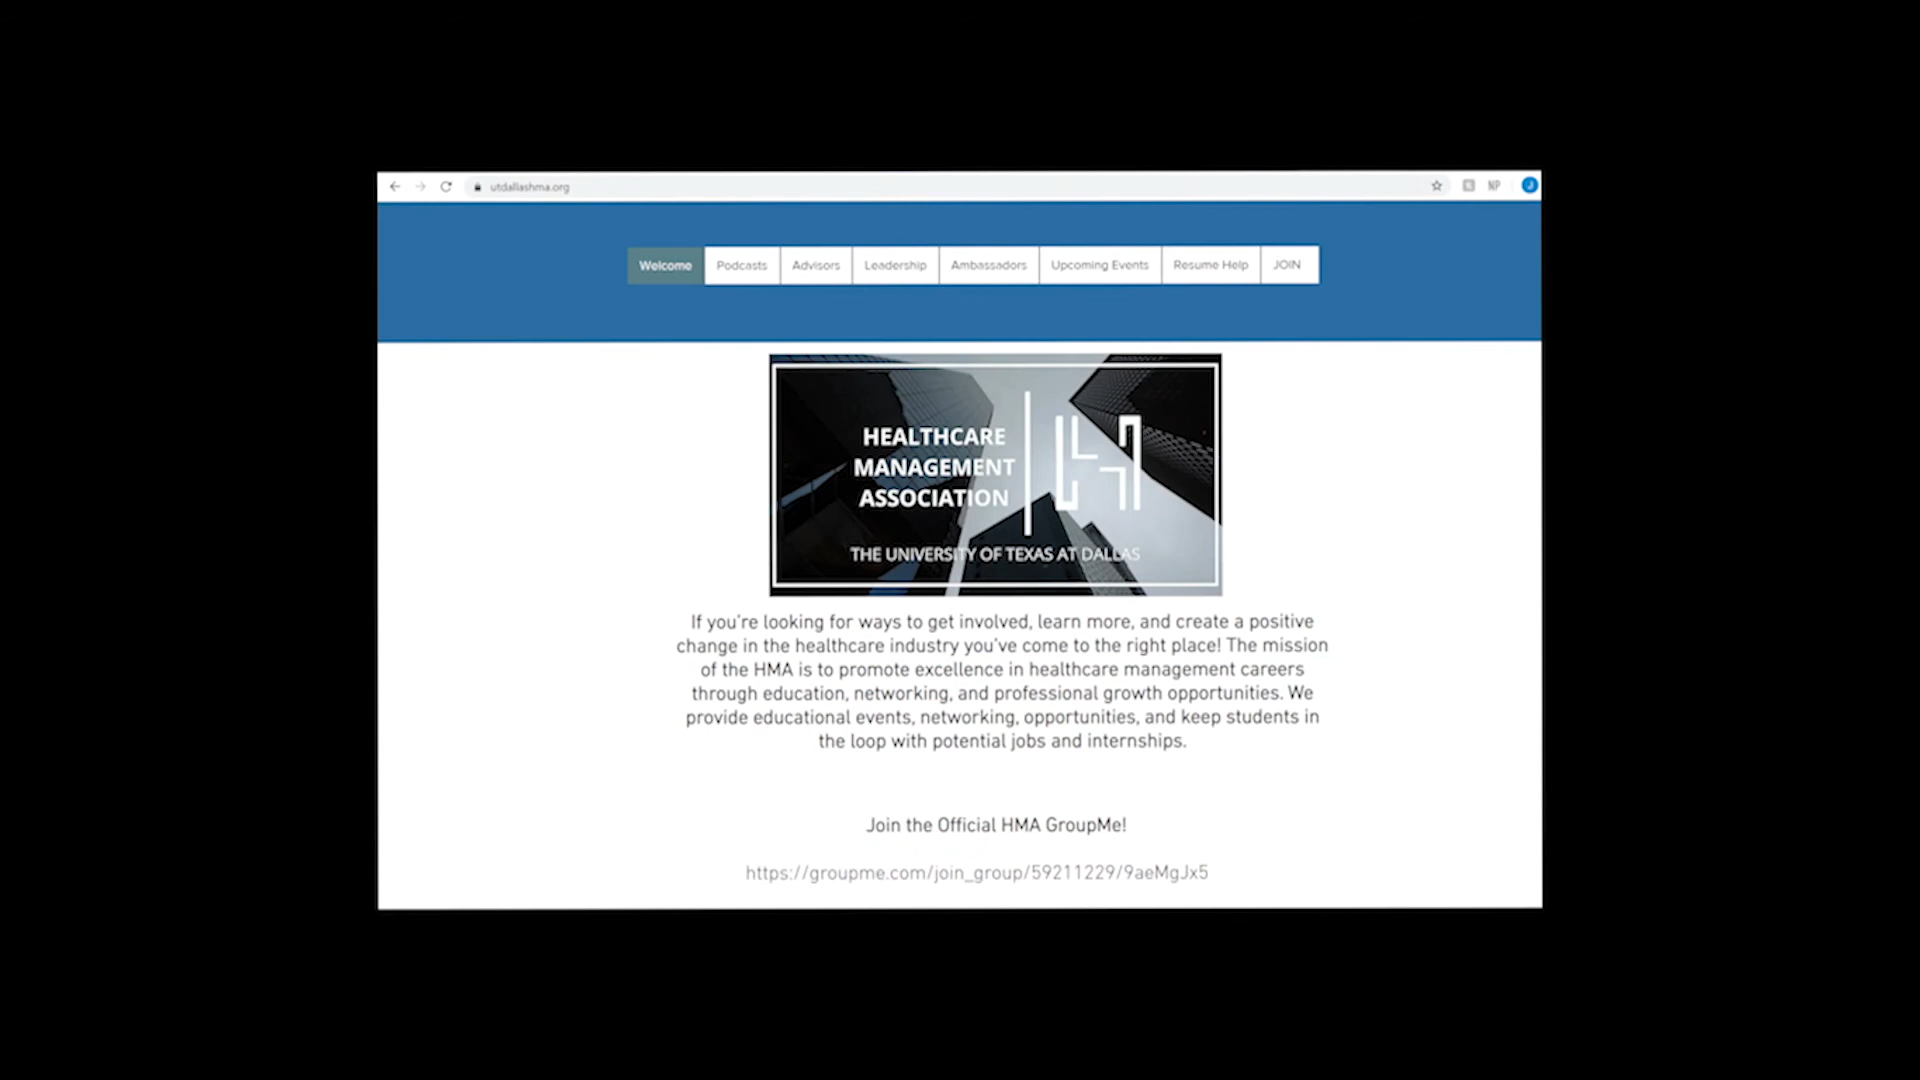 utdallashma.org
NP
J
Welcome Podcasts Advisors Leadership Ambassadors Upcoming Events Resume Help JOIN
HEALTHCARE
MANAGEMENT
ASSOCIATION
THE UNIVERSITY OF TEXAS AT DALLAS
If you're looking for ways to get involved, learn more, and create a positive
change in the healthcare industry you've come to the right place! The mission
of the HMA is to promote excellence in healthcare management careers
through education, networking, and professional growth opportunities. We
provide educational events, networking, opportunities, and keep students in
the loop with potential jobs and internships.
Join the Official HMA GroupMe!
https://groupme.com/join_group/59211229/9aeMgJx5